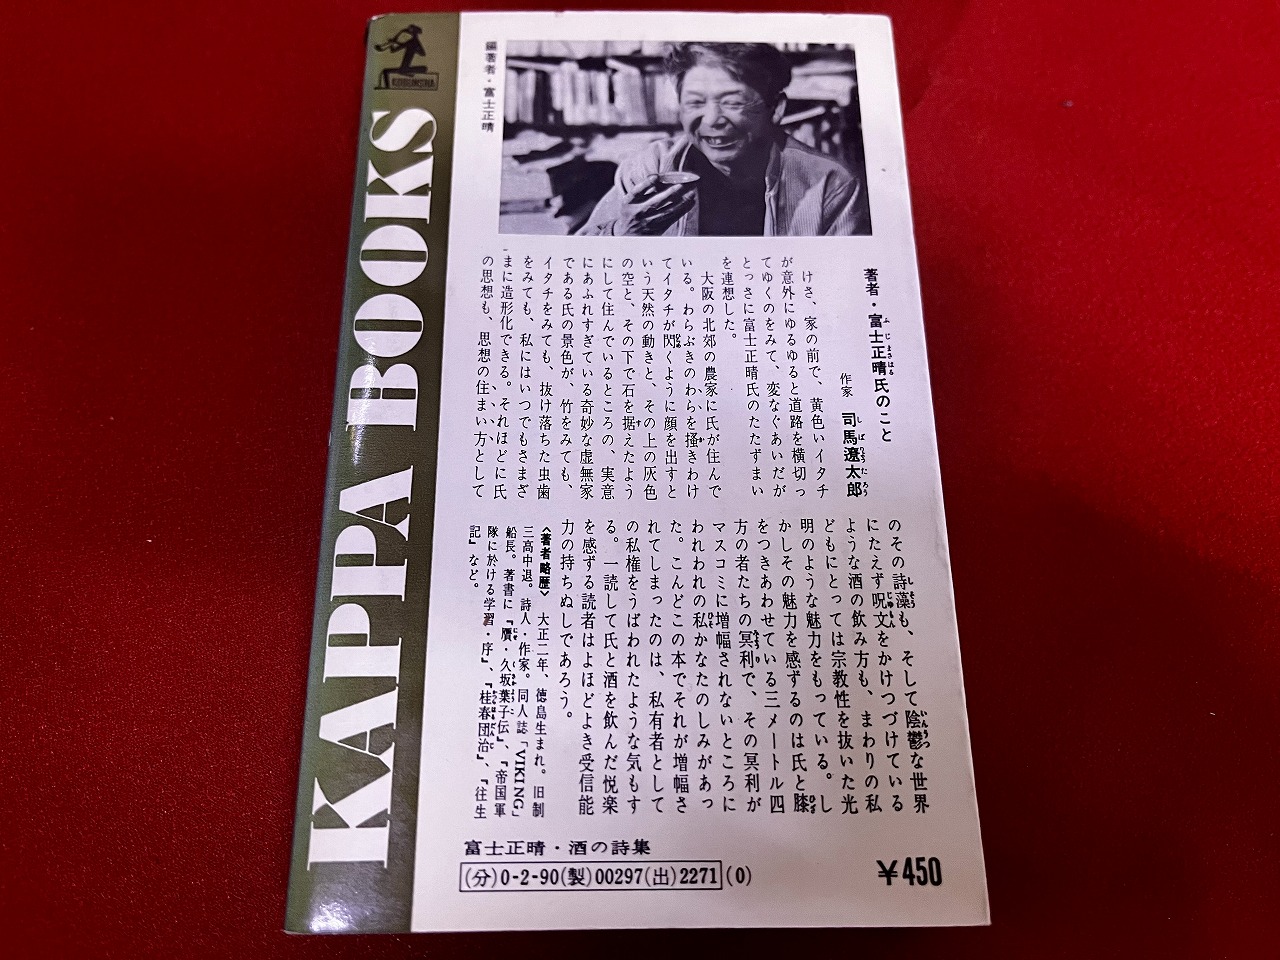 KOBUNSHA
KAPPA BOOKS
編著者・富士正晴
著者・富士正晴氏のこと
ふじまさはる
作家 司馬遼太郎
しばりょうたろう
けさ、家の前で、黄色いイタチ
が意外にゆるゆると道路を横切っ
てゆくのをみて、変なぐあいだが
とっさに富士正晴氏のたたずまい
を連想した。
大阪の北郊の農家に氏が住んで
いる。わらぶきのわらを掻きわけ
てイタチが閃くように顔を出すと
いう天然の動きと、その上の灰色
の空と、その下で石を据えたよう
にして住んでいるところの、実意
にあふれすぎている奇妙な虚無家
である氏の景色が、竹をみても、
イタチをみても、抜け落ちた虫歯
をみても、私にはいつでもさまざ
まに造形化できる。それほどに氏
の思想も、思想の住まい方として
のその詩藻も、そして陰鬱な世界
にたえず呪文をかけつづけている
ような酒の飲み方も、まわりの私
どもにとっては宗教性を抜いた光
明のような魅力をもっている。し
かしその魅力を感ずるのは氏と膝
をつきあわせている三メートル四
方の者たちの冥利で、その冥利が
マスコミに増幅されないところに
われわれの私かなたのしみがあっ
た。こんどこの本でそれが増幅さ
れてしまったのは、私有者として
の私権をうばわれたような気もす
る。一読して氏と酒を飲んだ悦楽
を感ずる読者はよほどよき受信能
力の持ちぬしであろう。
〈著者略歴〉 大正二年、徳島生まれ。旧制
三高中退。詩人・作家。同人誌「VIKING」
船長。著書に『贋・久坂葉子伝』、『帝国軍
隊に於ける学習・序』、『桂春団治』、『往生
記』など。
富士正晴・酒の詩集
(分)0-2-90(製)00297(出)2271(0)
￥450